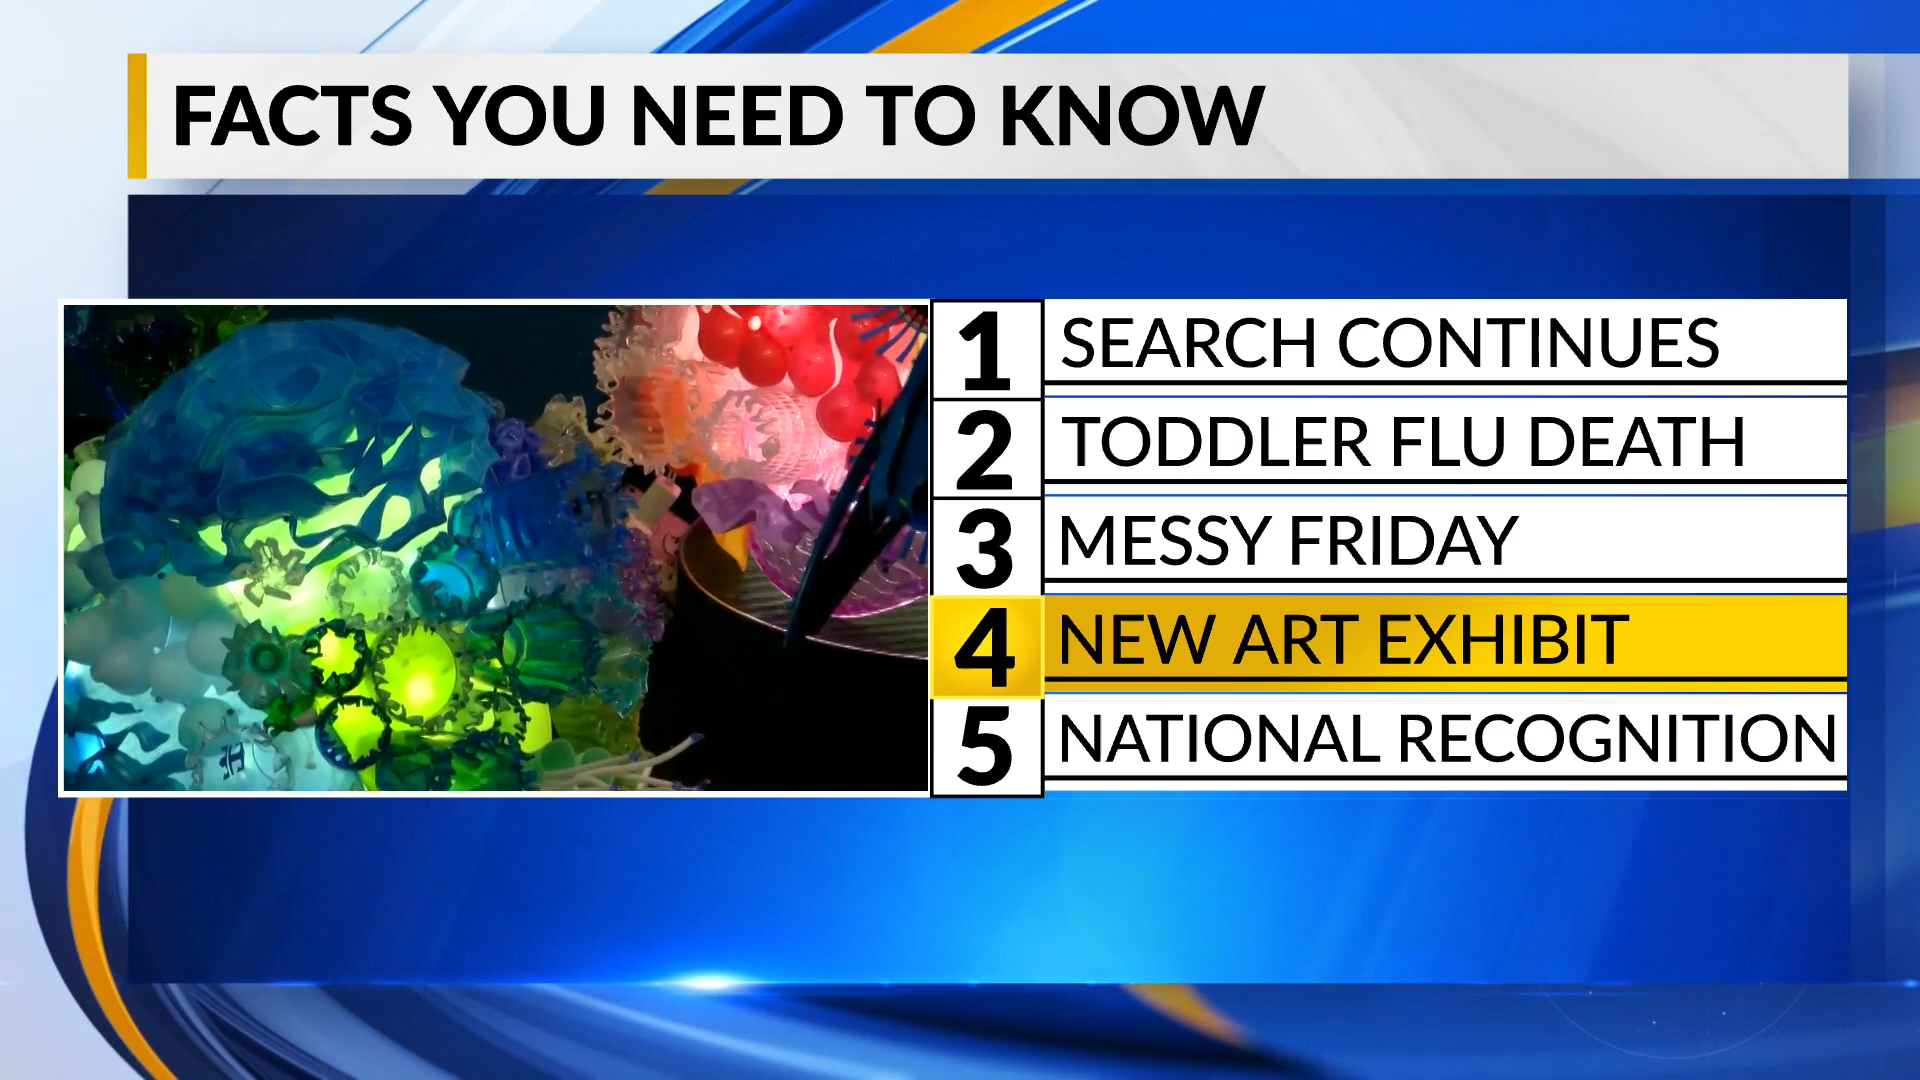 FACTS YOU NEED TO KNOW
1 SEARCH CONTINUES
2 TODDLER FLU DEATH
3 MESSY FRIDAY
4 NEW ART EXHIBIT
5 NATIONAL RECOGNITION